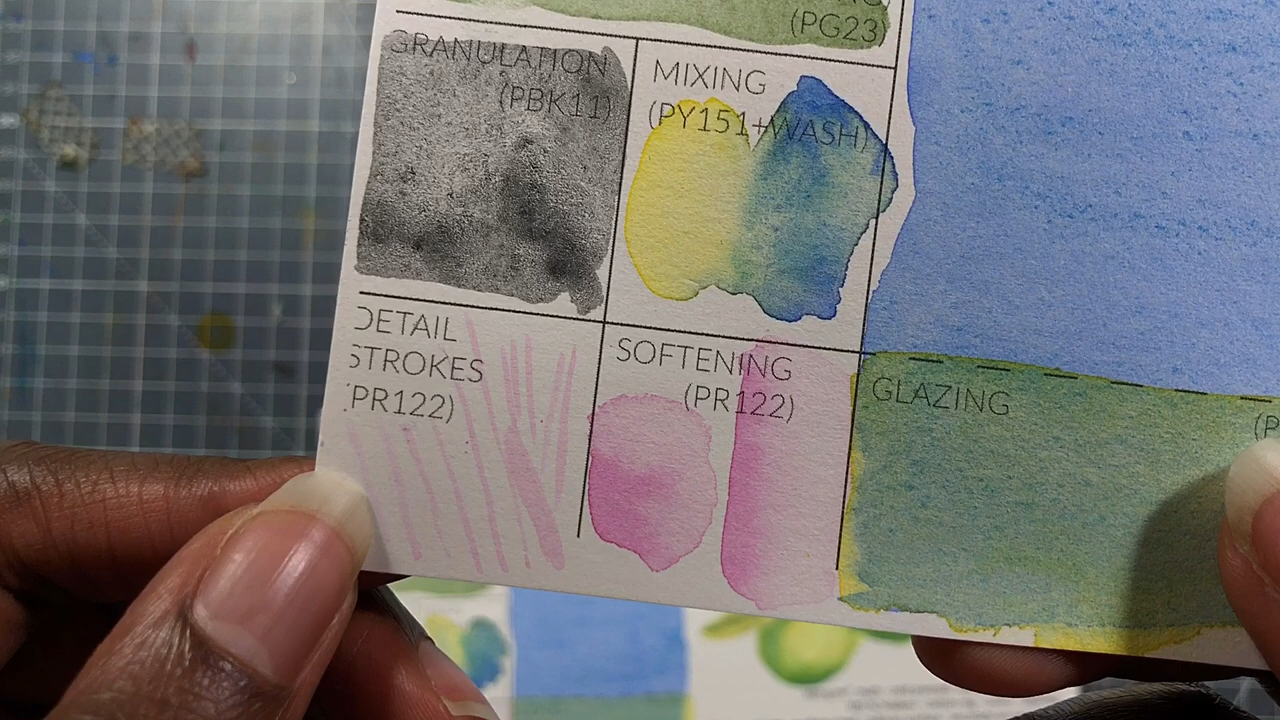 (PG23)
GRANULATION
(PBK11)
MIXING
(PY151+WASH)
DETAIL
STROKES
(PR122)
SOFTENING
(PR122)
GLAZING
(P